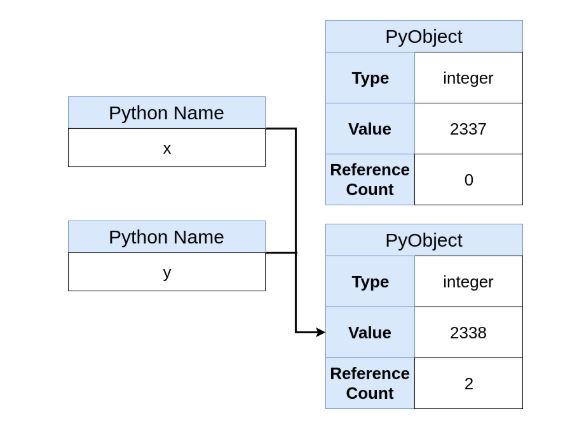 Python Name
x
Python Name
y
PyObject
Type
integer
Value
2337
Reference
Count
0
PyObject
Type
integer
Value
2338
Reference
Count
2